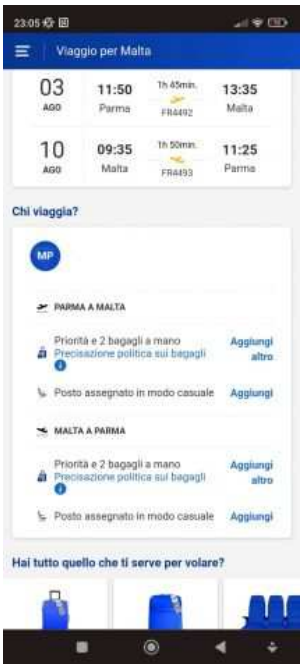 23:05
Viaggio per Malta
03 11:50 1h 45min. 13:35
AGO Parma FR4492 Malta
10 09:35 1h 50min. 11:25
AGO Malta FR4493 Parma
Chi viaggia?
MP
PARMA A MALTA
Priorità e 2 bagagli a mano Aggiungi
Precisazione politica sui bagagli altro
Posto assegnato in modo casuale Aggiungi
MALTA A PARMA
Priorità e 2 bagagli a mano Aggiungi
Precisazione politica sui bagagli altro
Posto assegnato in modo casuale Aggiungi
Hai tutto quello che ti serve per volare?